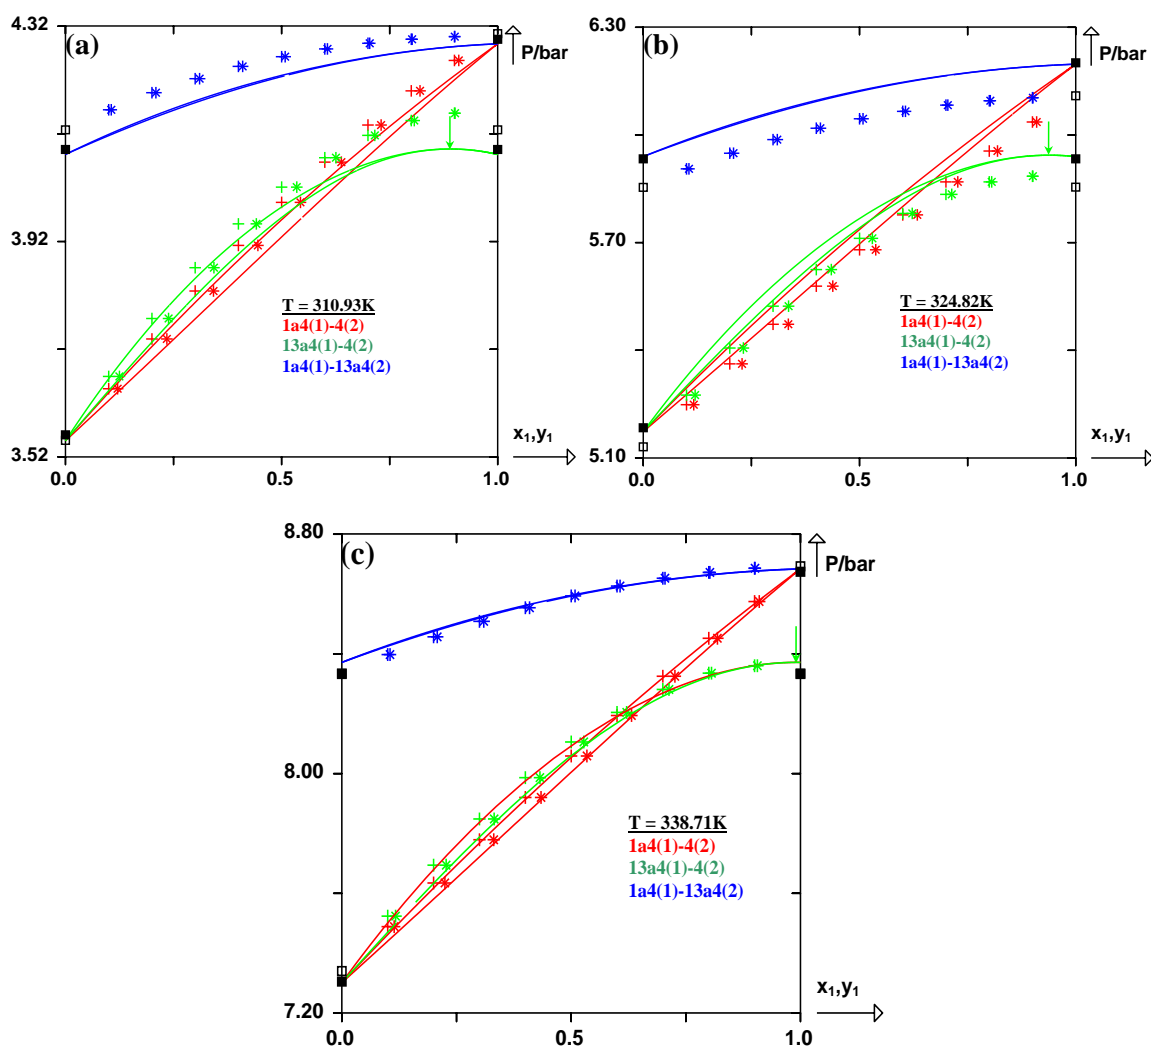 4.32
(a)
P/bar
3.92
T = 310.93K
1a4(1)-4(2)
13a4(1)-4(2)
1a4(1)-13a4(2)
x1,y1
3.52
0.0
0.5
1.0
6.30
(b)
P/bar
5.70
T = 324.82K
1a4(1)-4(2)
13a4(1)-4(2)
1a4(1)-13a4(2)
x1,y1
5.10
0.0
0.5
1.0
8.80
(c)
P/bar
8.00
T = 338.71K
1a4(1)-4(2)
13a4(1)-4(2)
1a4(1)-13a4(2)
x1,y1
7.20
0.0
0.5
1.0